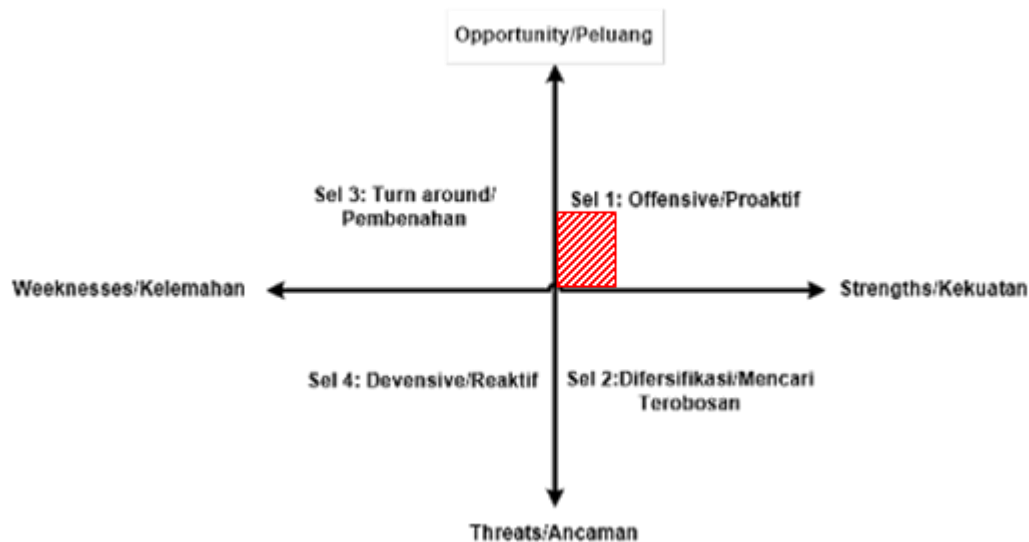 Opportunity/Peluang
Sel 3: Turn around/
Pembenahan
Sel 1: Offensive/Proaktif
Weeknesses/Kelemahan
Strengths/Kekuatan
Sel 4: Devensive/Reaktif
Sel 2:Difersifikasi/Mencari
Terobosan
Threats/Ancaman